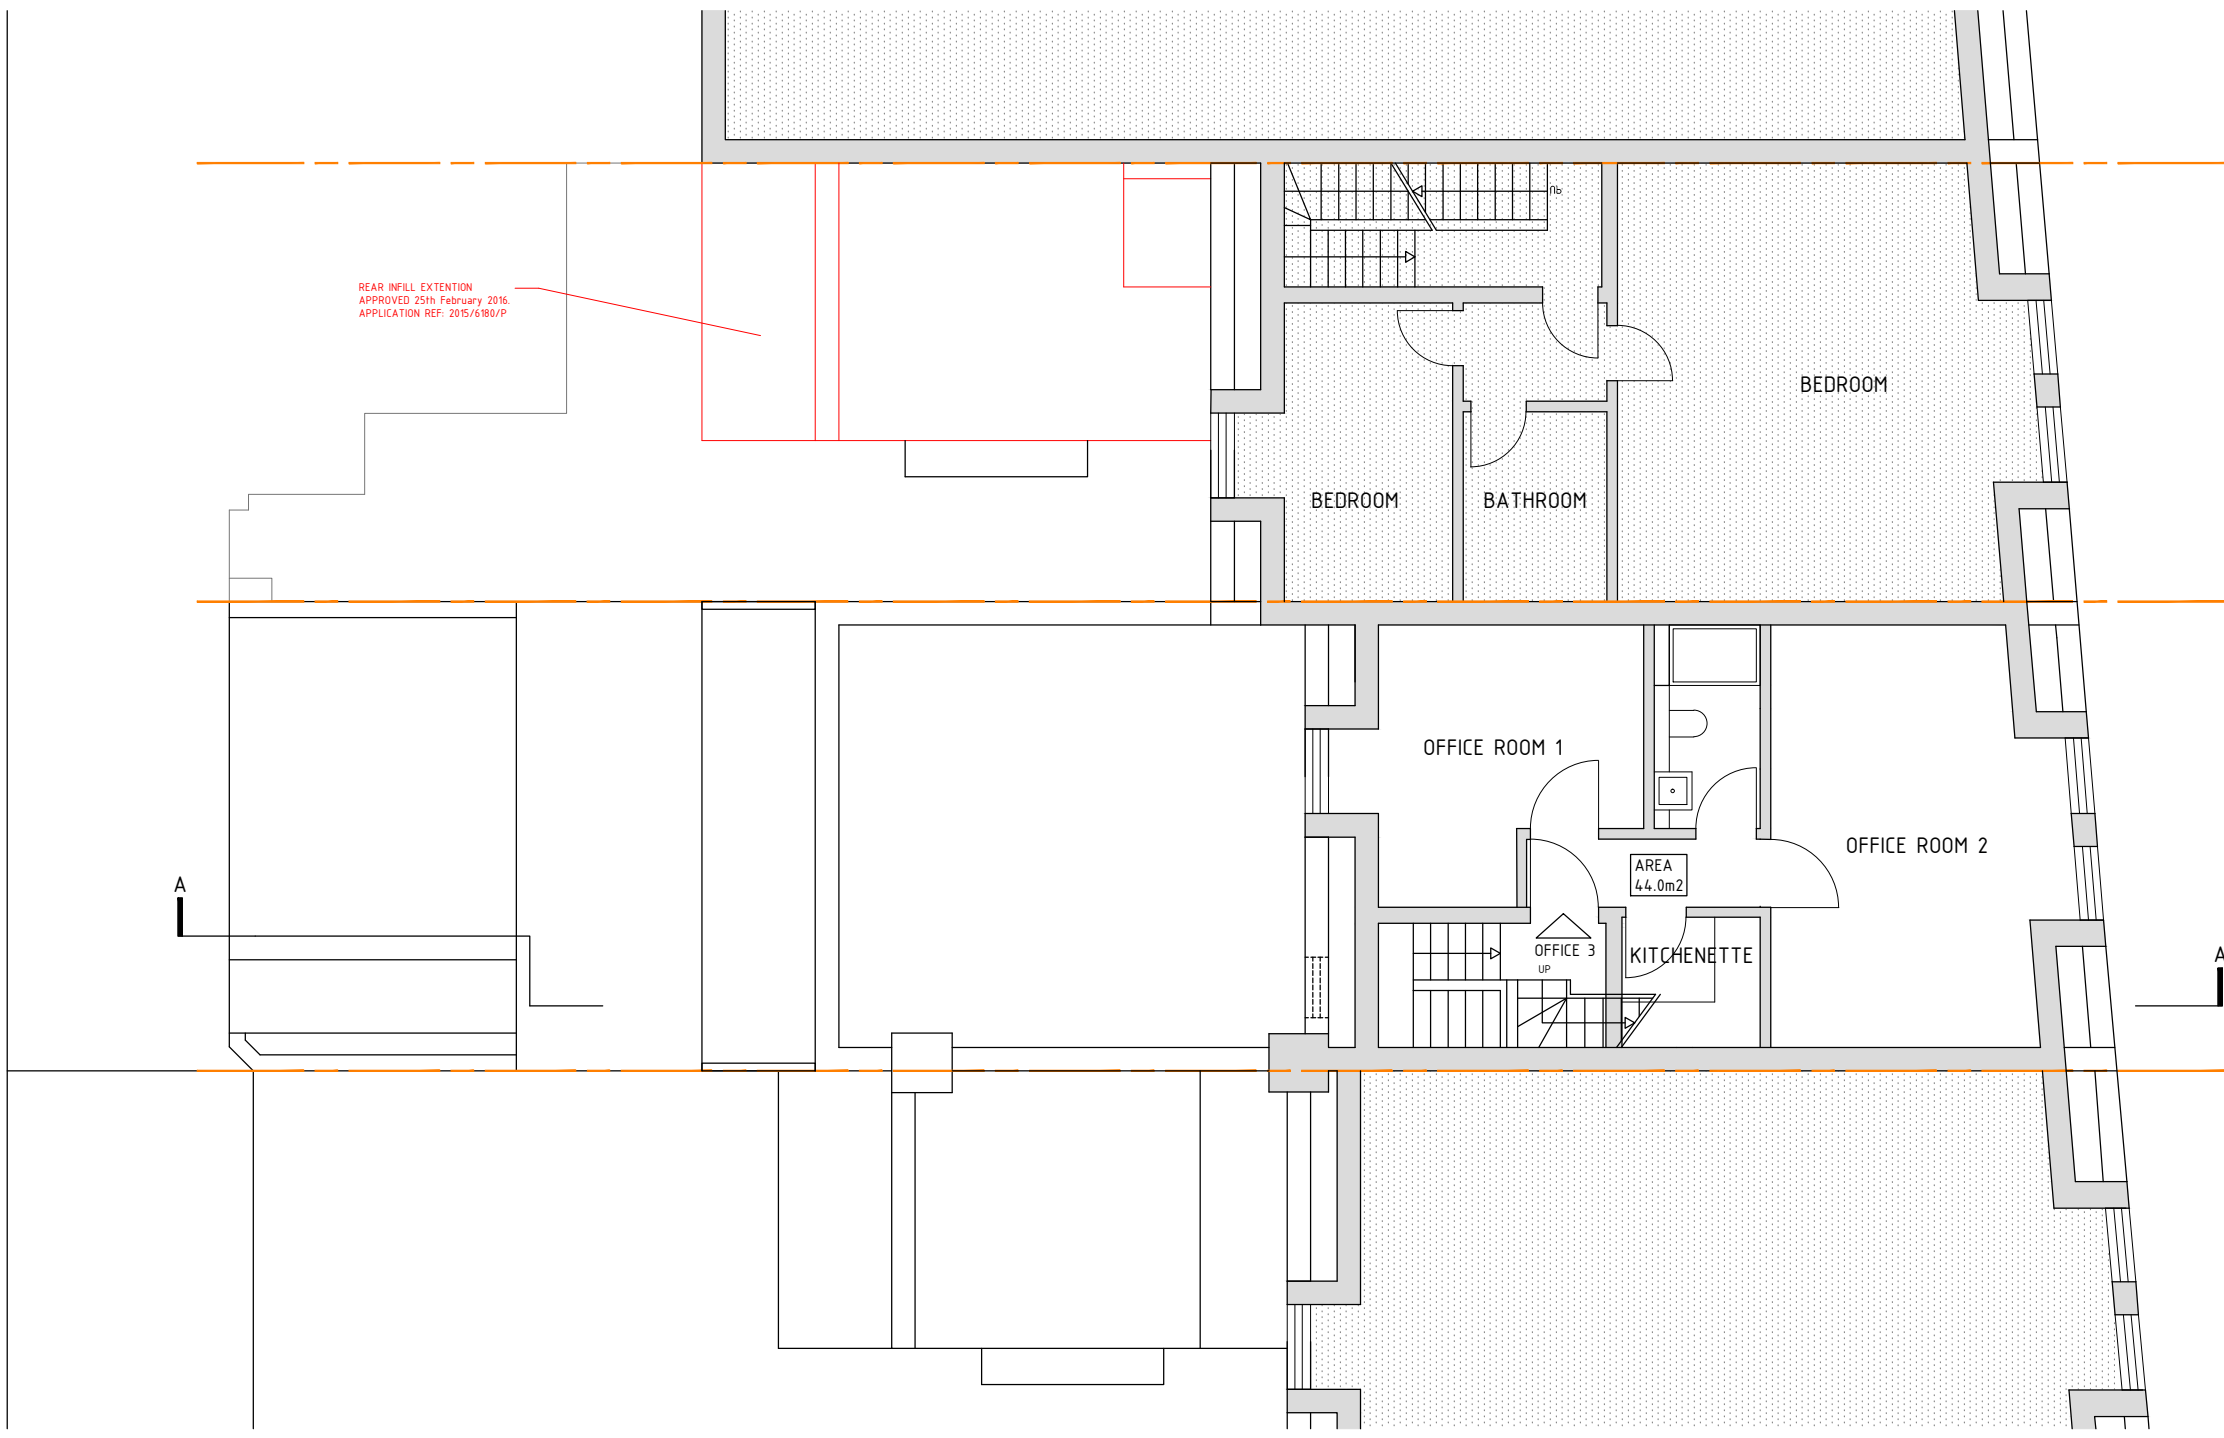 UP
REAR INFILL EXTENTION
APPROVED 25th February 2016.
APPLICATION REF: 2015/6180/P
BEDROOM
BEDROOM
BATHROOM
OFFICE ROOM 1
OFFICE ROOM 2
AREA
44.0m2
A
OFFICE 3
KITCHENETTE
A
UP